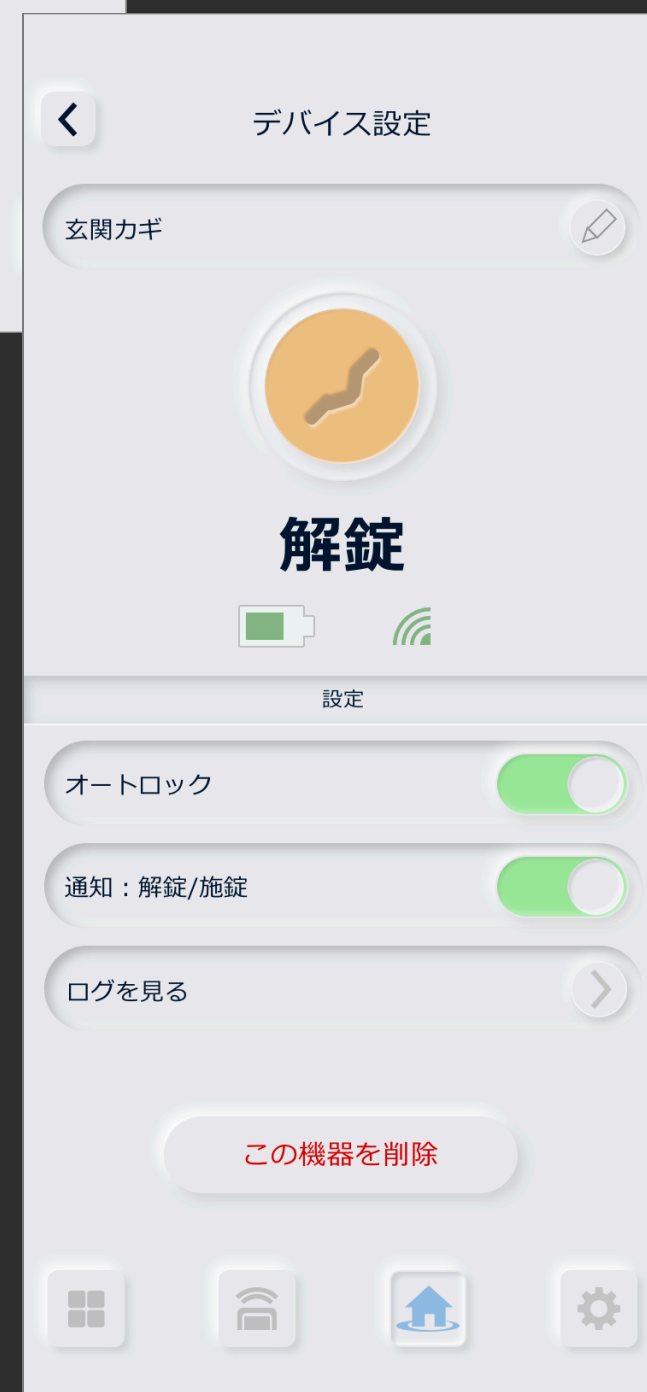 デバイス設定
玄関カギ
解錠
設定
オートロック
通知：解錠/施錠
ログを見る
この機器を削除